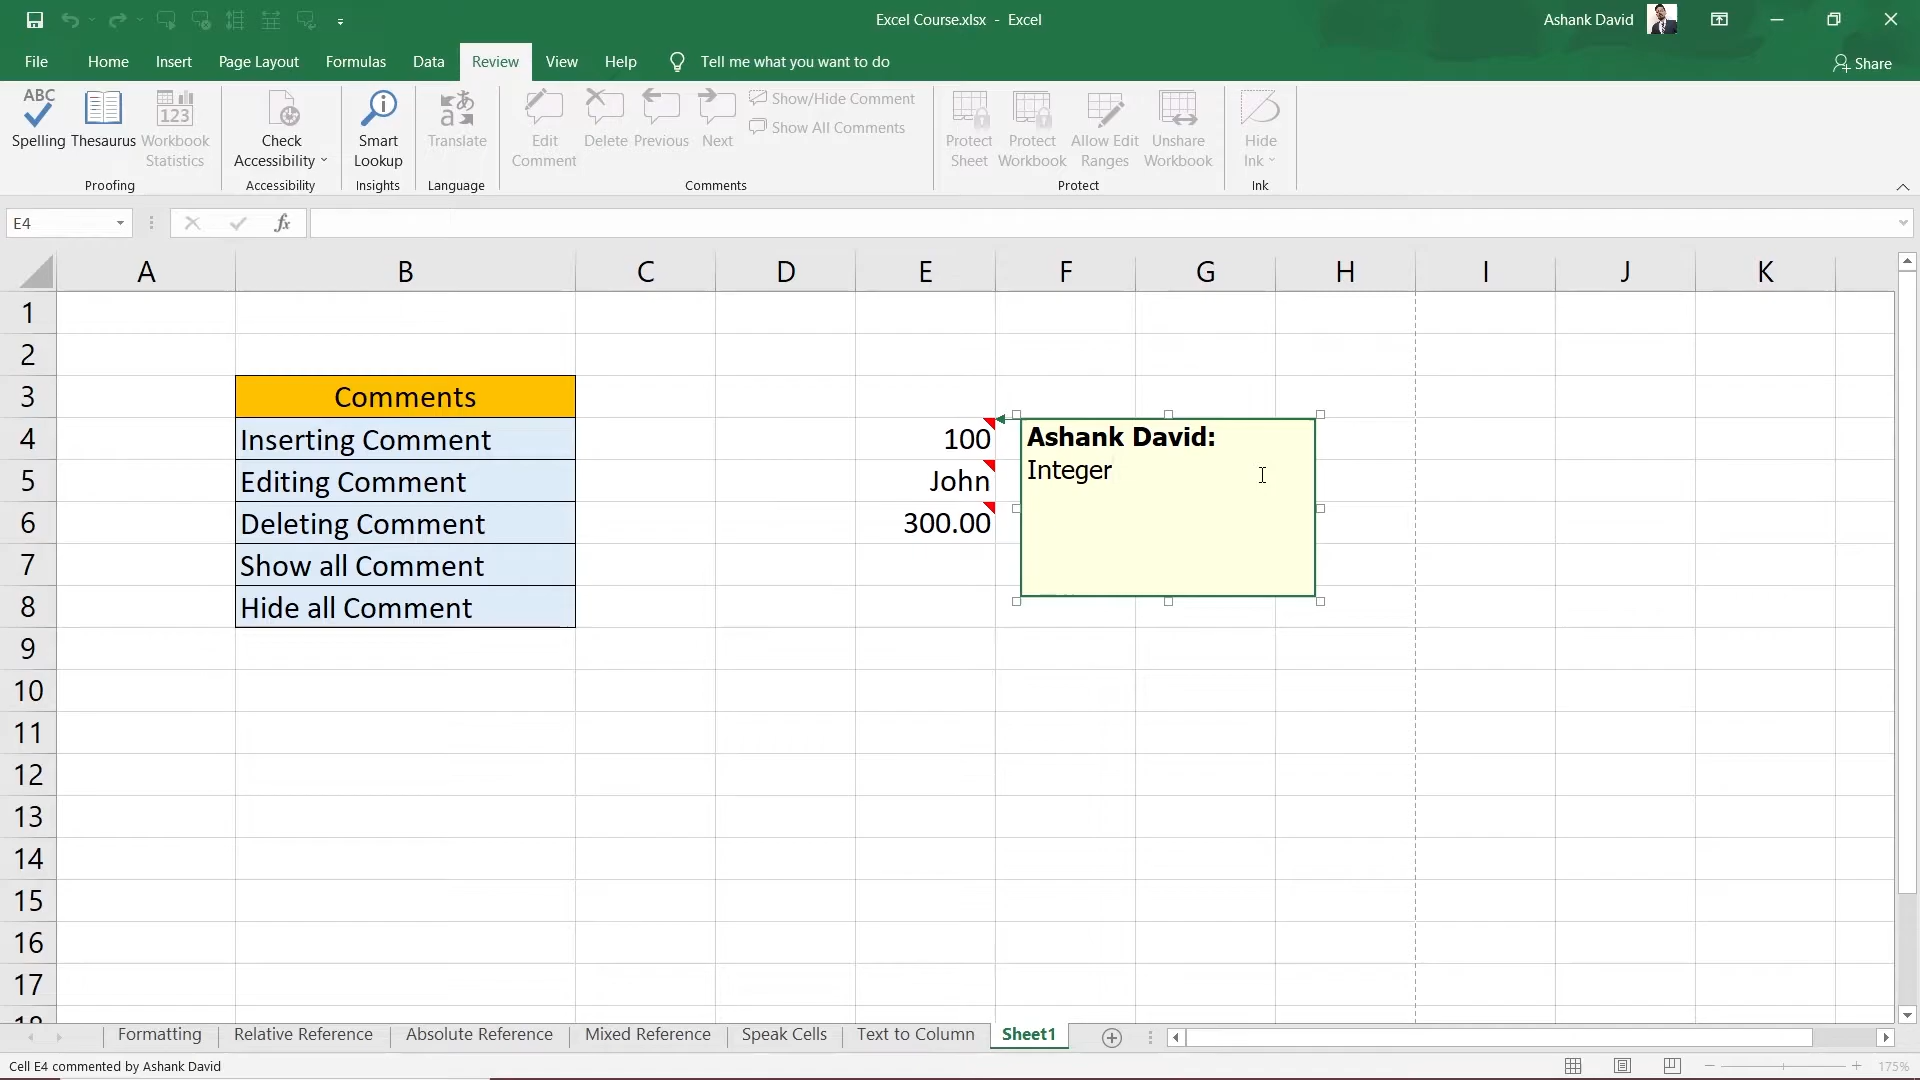 Excel Course.xlsx - Excel
Ashank David
File Home Insert Page Layout Formulas Data Review View Help Tell me what you want to do
Share
ABC
Spelling
Thesaurus
123
Workbook
Statistics
Proofing
Check
Accessibility
Accessibility
Smart
Lookup
Insights
Translate
Language
Edit
Comment
Delete
Previous
Next
Show/Hide Comment
Show All Comments
Comments
Protect
Sheet
Protect
Workbook
Allow Edit
Ranges
Unshare
Workbook
Protect
Hide
Ink
Ink
E4
fx
A B C D E F G H I J K
1
2
3 Comments
4 Inserting Comment 100
5 Editing Comment John
6 Deleting Comment 300.00
7 Show all Comment
8 Hide all Comment
Ashank David:
Integer
9
10
11
12
13
14
15
16
17
18
Formatting Relative Reference Absolute Reference Mixed Reference Speak Cells Text to Column Sheet1
Cell E4 commented by Ashank David
175%